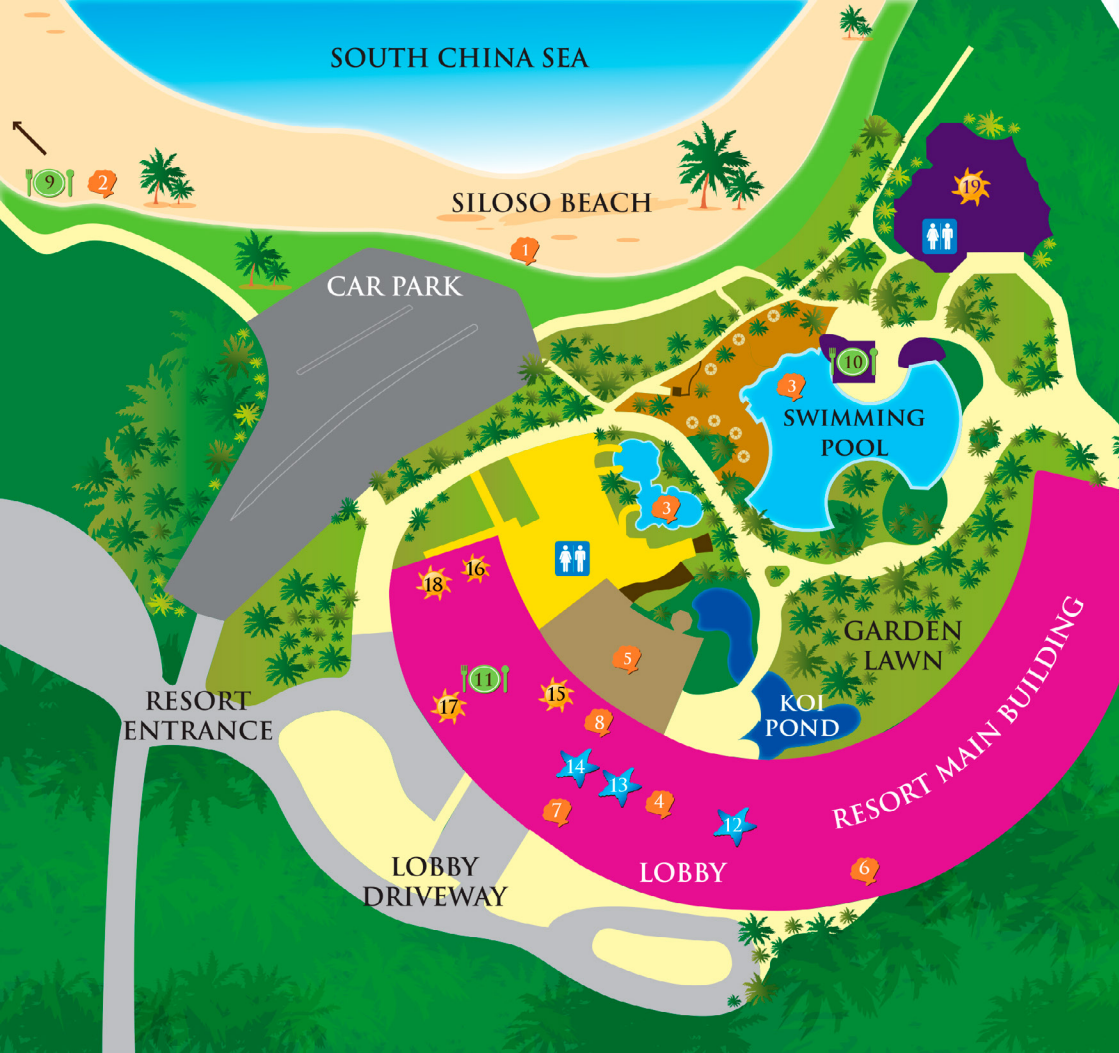 SOUTH CHINA SEA
9
2
19
SILOSO BEACH
1
CAR PARK
10
3
SWIMMING
POOL
3
16
18
GARDEN
LAWN
5
11
15
17
8
RESORT
ENTRANCE
KOI
POND
RESORT MAIN BUILDING
14
13
4
7
12
LOBBY
6
LOBBY
DRIVEWAY